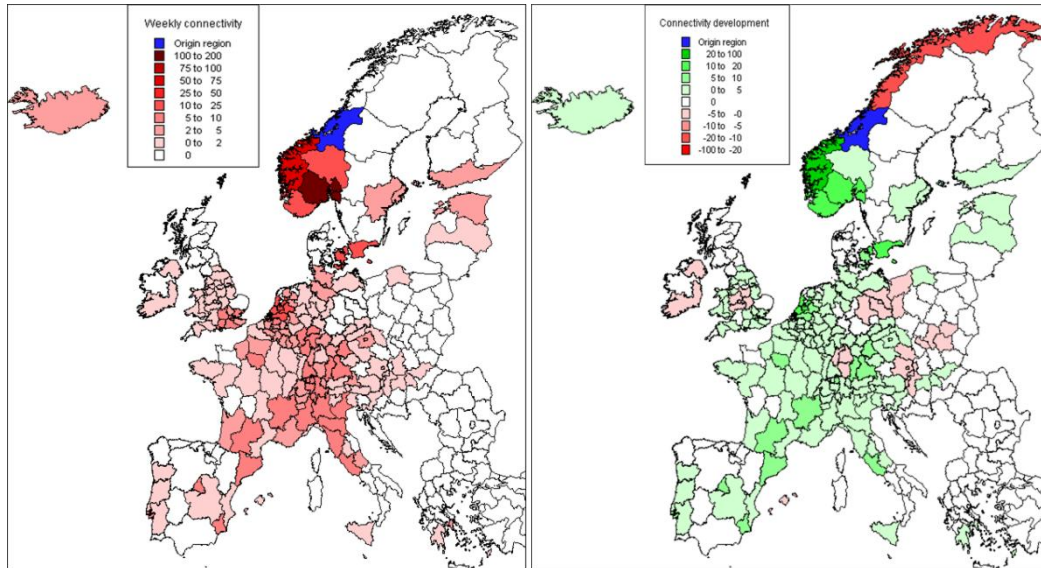 Weekly connectivity
Origin region
100 to 200
75 to 100
50 to 75
25 to 50
10 to 25
5 to 10
2 to 5
0 to 2
0
Connectivity development
Origin region
20 to 100
10 to 20
5 to 10
0 to 5
0
-5 to -0
-10 to -5
-20 to -10
-100 to -20